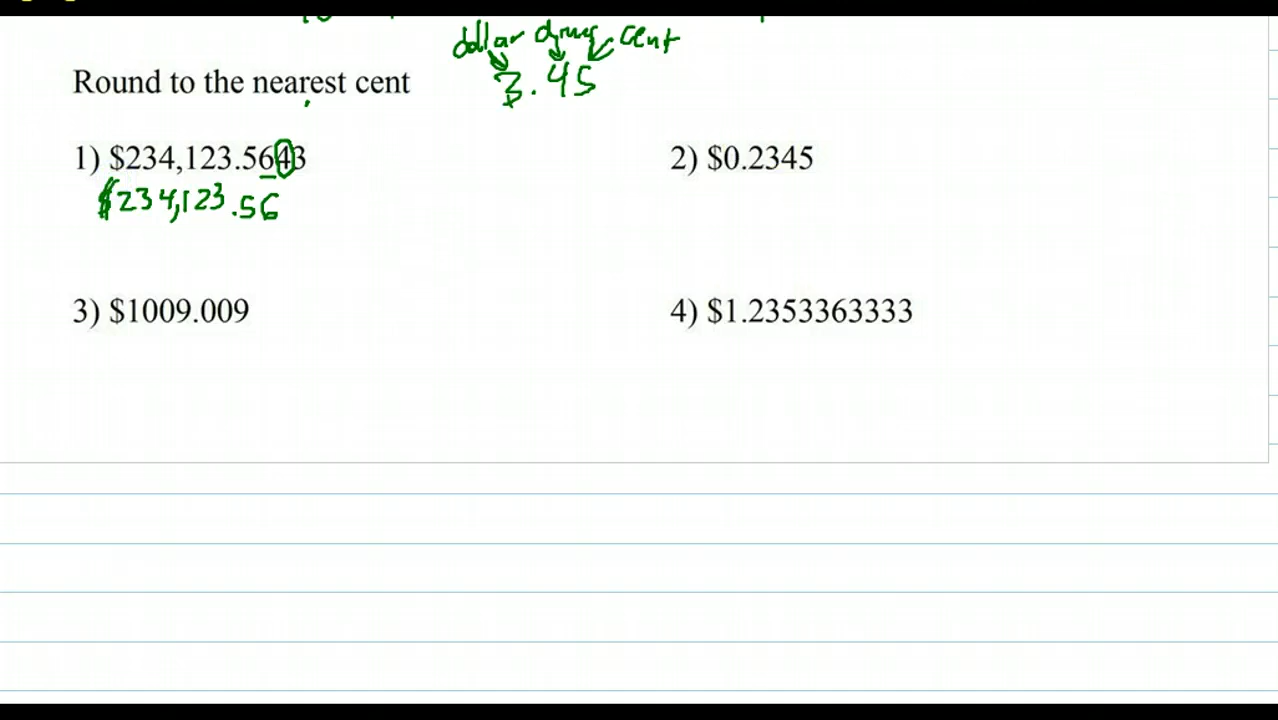 dollar dime cent
Round to the nearest cent 3.45
1) $234,123.5643 2) $0.2345
$234,123.56
3) $1009.009 4) $1.2353363333